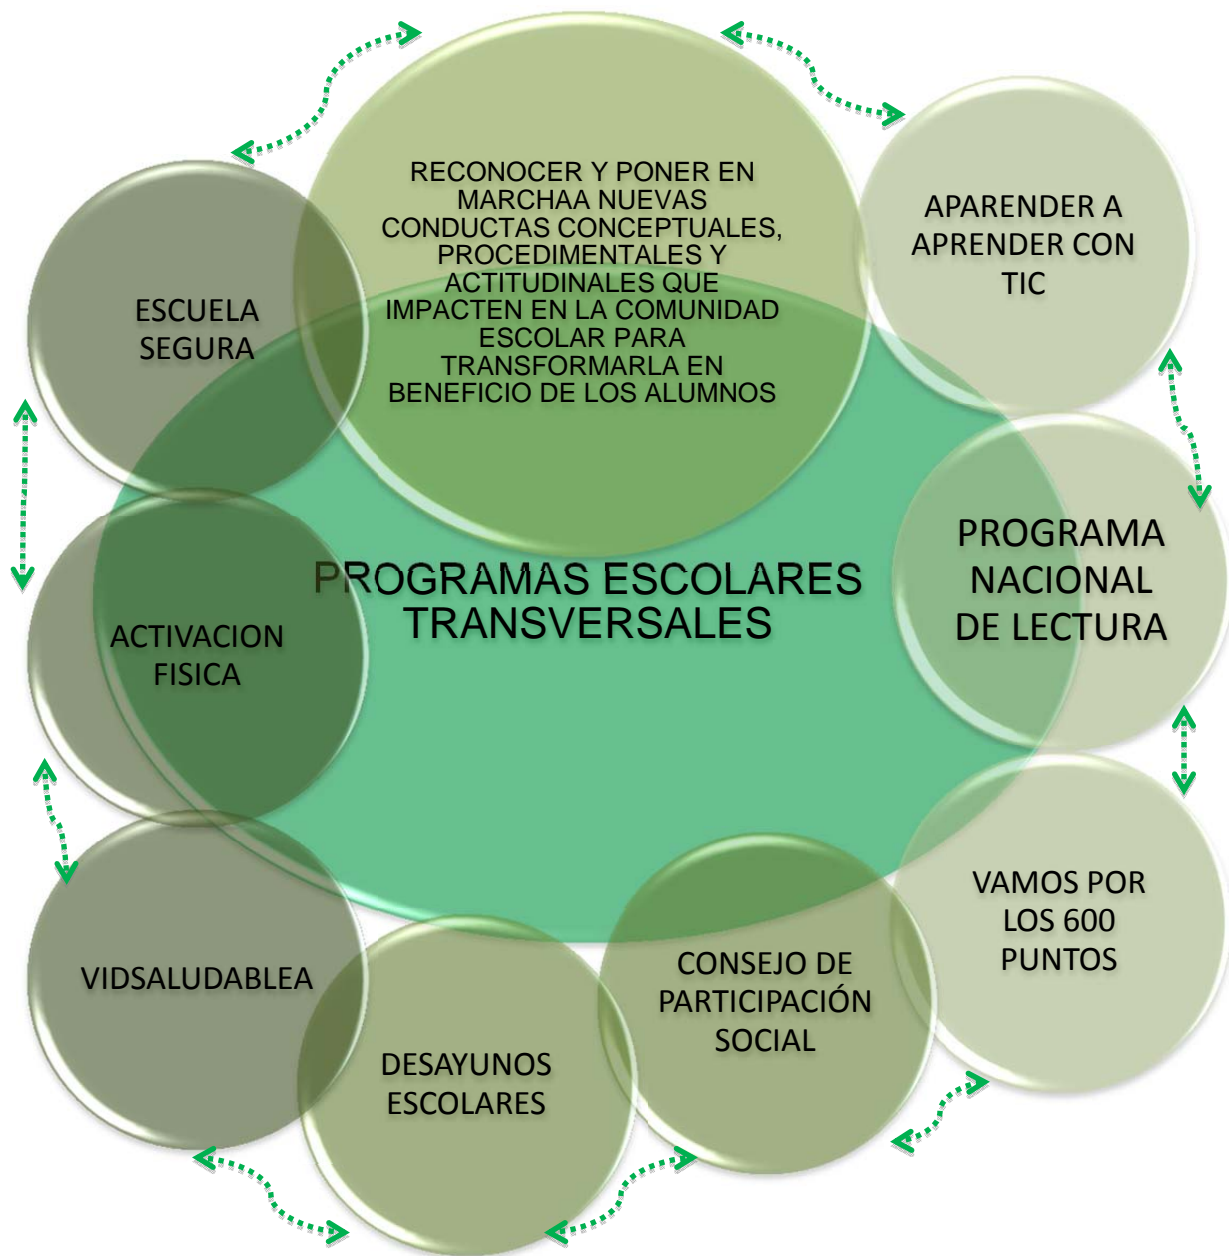 RECONOCER Y PONER EN
MARCHAA NUEVAS
CONDUCTAS CONCEPTUALES,
PROCEDIMENTALES Y
ACTITUDINALES QUE
IMPACTEN EN LA COMUNIDAD
ESCOLAR PARA
TRANSFORMARLA EN
BENEFICIO DE LOS ALUMNOS
APARENDER A
APRENDER CON
TIC
ESCUELA
SEGURA
PROGRAMA
NACIONAL
DE LECTURA
PROGRAMAS ESCOLARES
TRANSVERSALES
ACTIVACION
FISICA
VAMOS POR
LOS 600
PUNTOS
VIDSALUDABLEA
CONSEJO DE
PARTICIPACIÓN
SOCIAL
DESAYUNOS
ESCOLARES